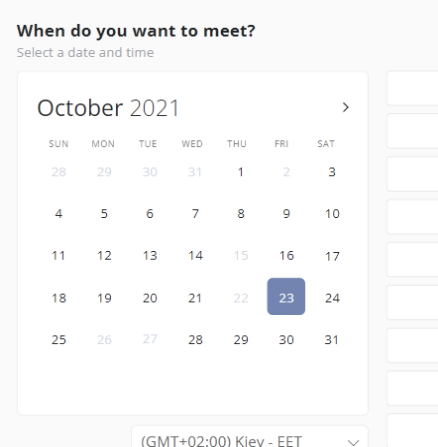 When do you want to meet?
Select a date and time
October 2021
SUN MON TUE WED THU FRI SAT
28 29 30 31 1 2 3
4 5 6 7 8 9 10
11 12 13 14 15 16 17
18 19 20 21 22 23 24
25 26 27 28 29 30 31
(GMT+02:00) Kiev - EET